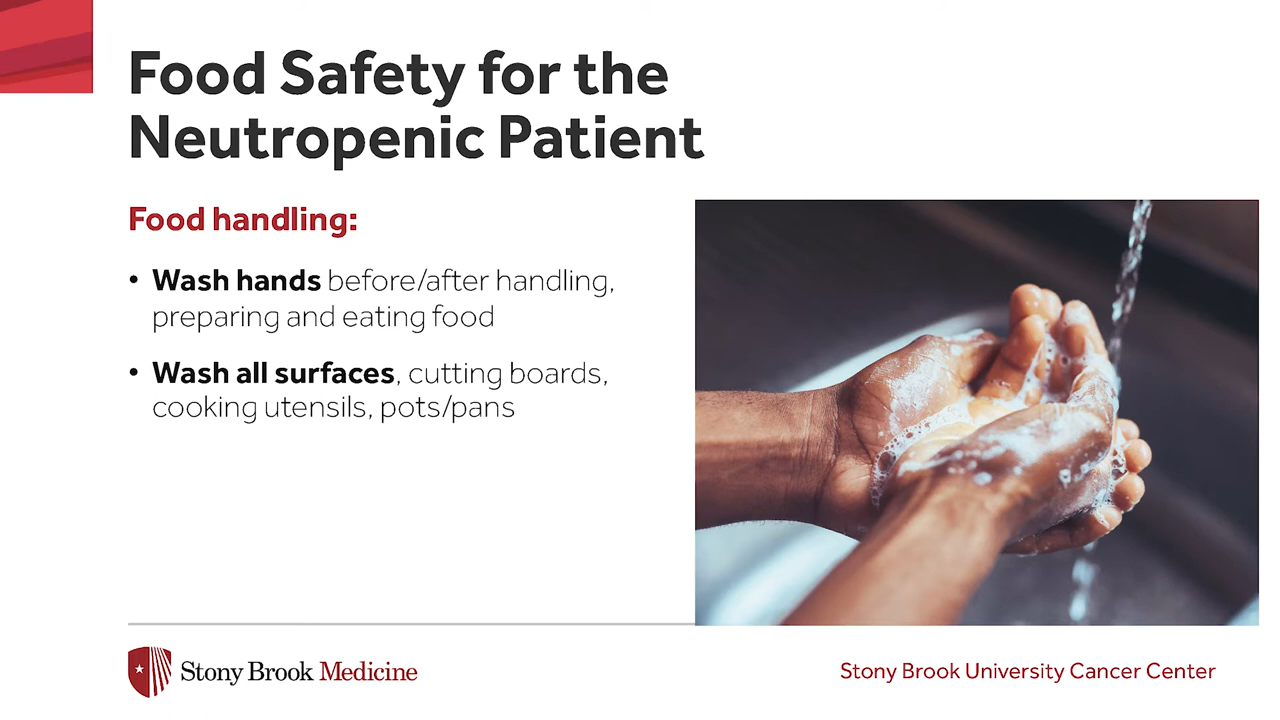 Food Safety for the
Neutropenic Patient
Food handling:
• Wash hands before/after handling,
preparing and eating food
• Wash all surfaces, cutting boards,
cooking utensils, pots/pans
Stony Brook Medicine
Stony Brook University Cancer Center